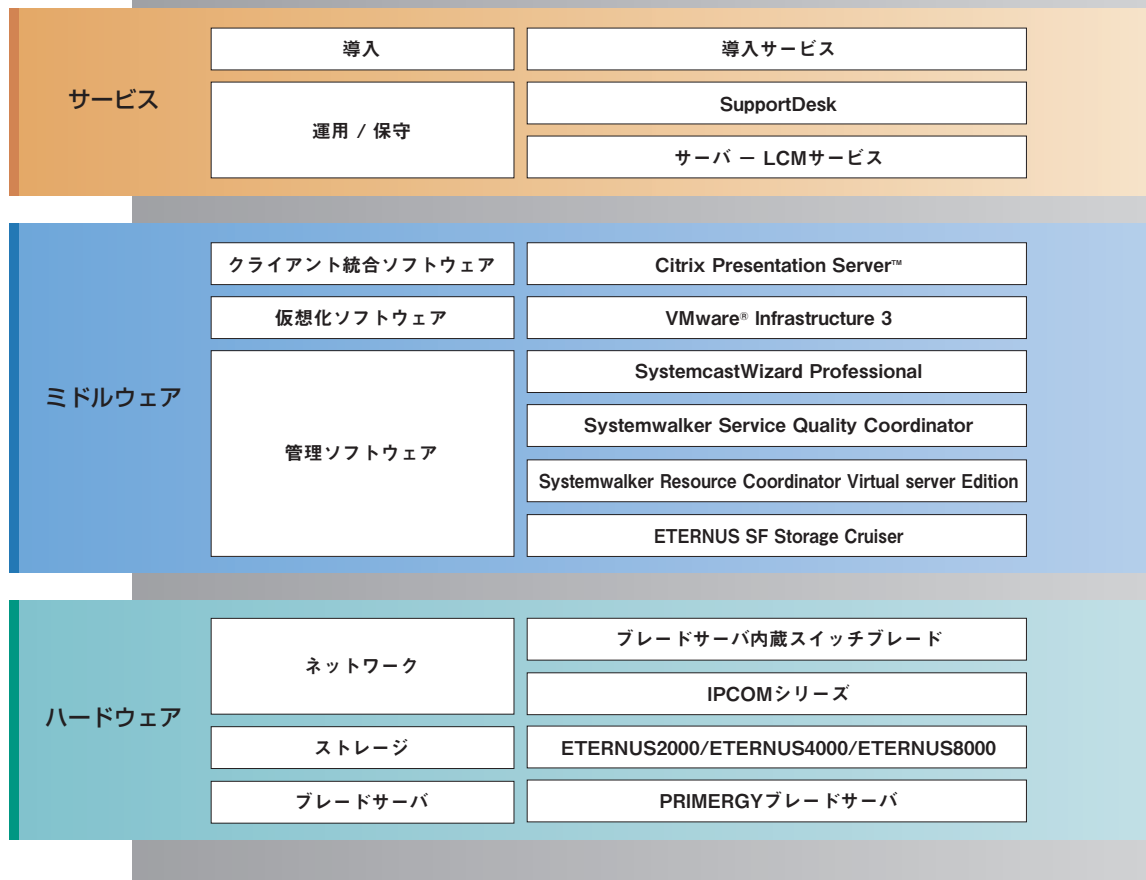 サービス
導入
導入サービス
運用 / 保守
SupportDesk
サーバ － LCMサービス
ミドルウェア
クライアント統合ソフトウェア
Citrix Presentation Server™
仮想化ソフトウェア
VMware® Infrastructure 3
管理ソフトウェア
SystemcastWizard Professional
Systemwalker Service Quality Coordinator
Systemwalker Resource Coordinator Virtual server Edition
ETERNUS SF Storage Cruiser
ハードウェア
ネットワーク
ブレードサーバ内蔵スイッチブレード
IPCOMシリーズ
ストレージ
ETERNUS2000/ETERNUS4000/ETERNUS8000
ブレードサーバ
PRIMERGYブレードサーバ